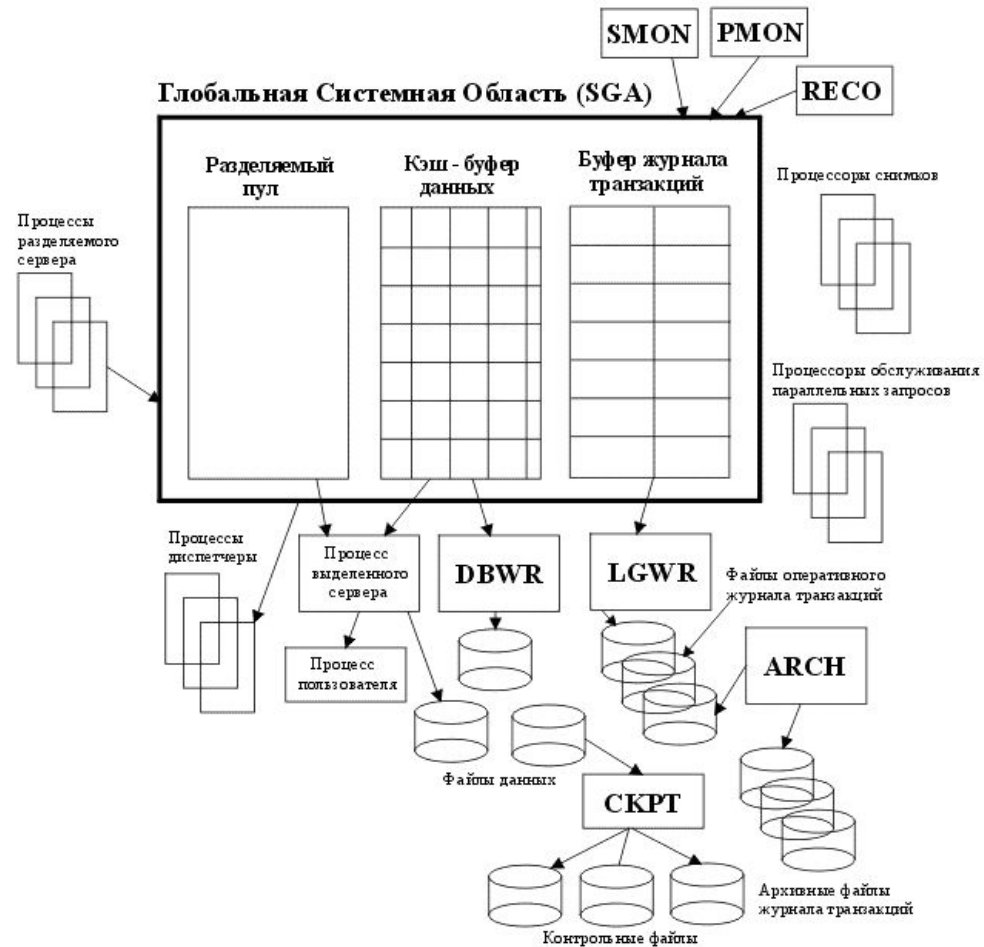 SMON
PMON
RECO
Глобальная Системная Область (SGA)
Разделяемый
пул
Кэш - буфер
данных
Буфер журнала
транзакций
Процессоры снимков
Процессы
разделяемого
сервера
Процессоры обслуживания
параллельных запросов
Процессы
диспетчеры
Процесс
выделенного
сервера
DBWR
LGWR
Файлы оперативного
журнала транзакций
Процесс
пользователя
ARCH
Файлы данных
CKPT
Архивные файлы
журнала транзакций
Контрольные файлы